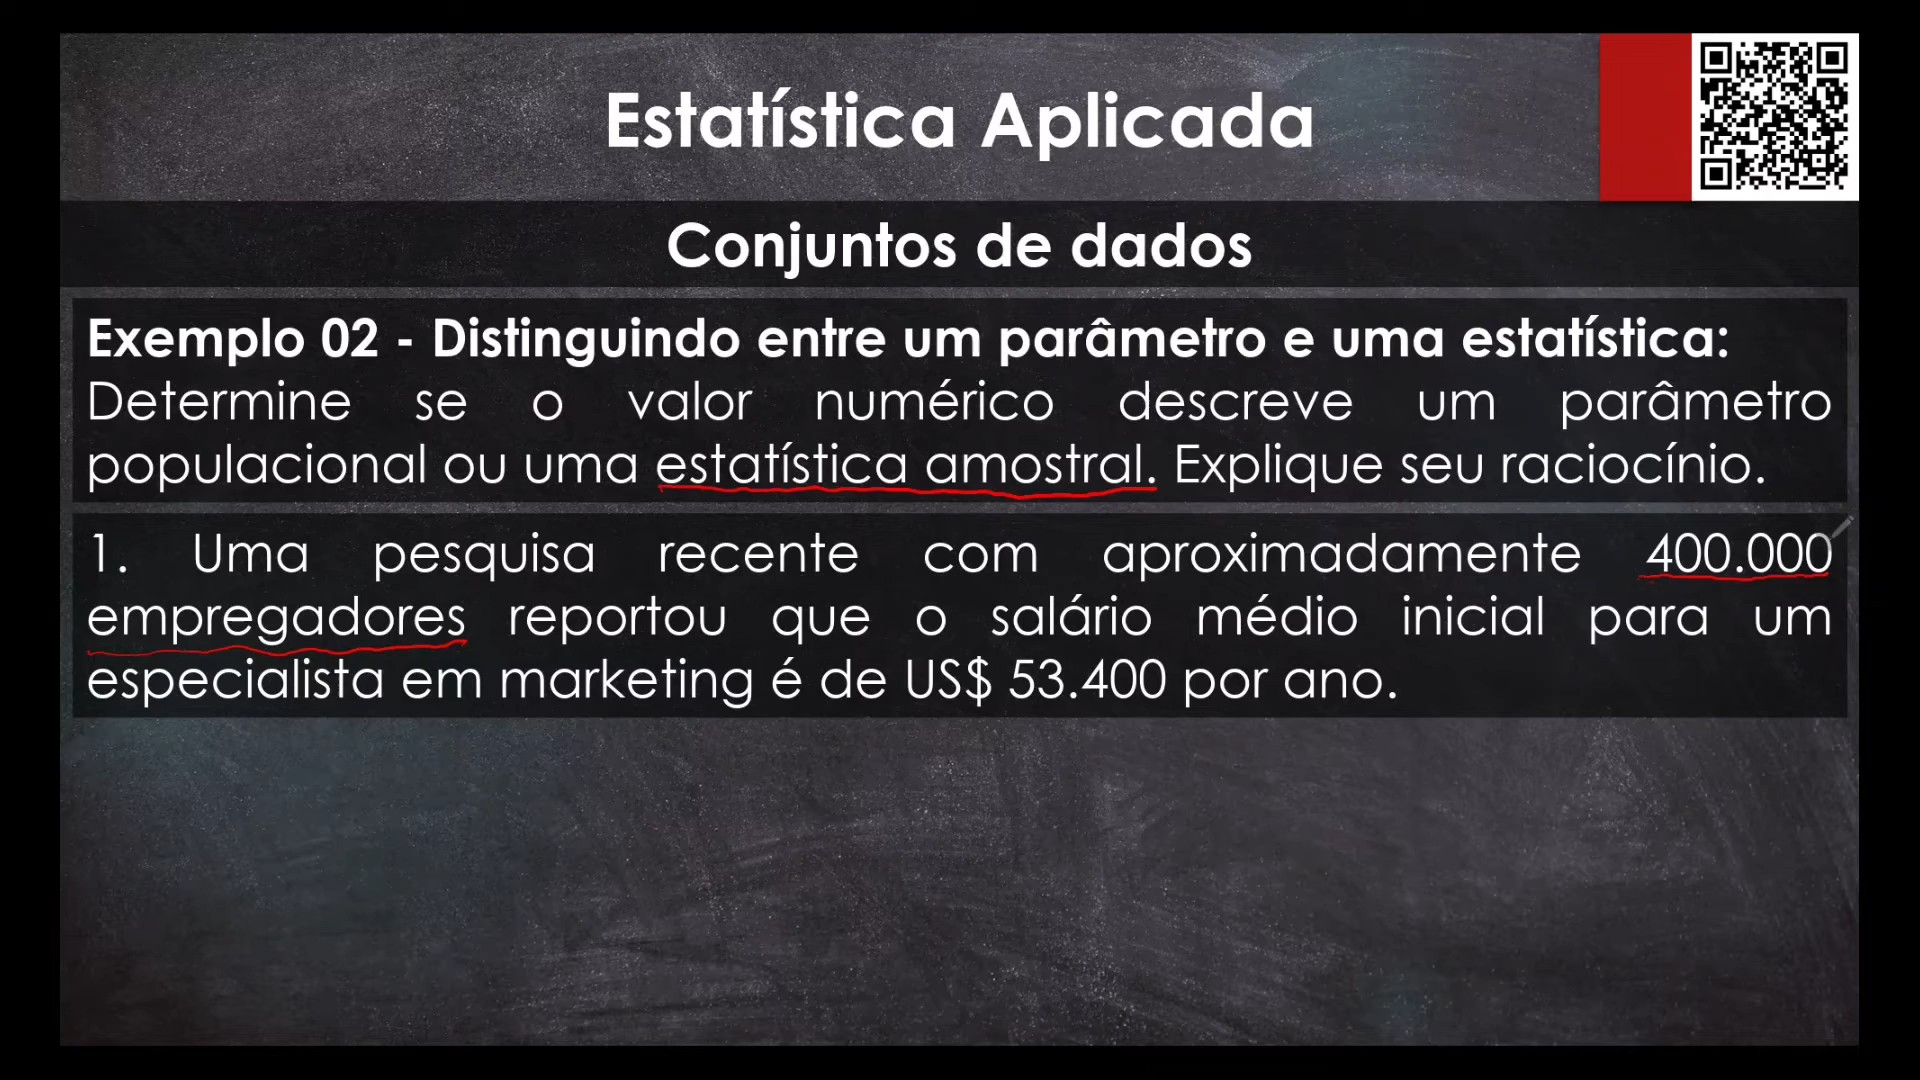 Estatística Aplicada
Conjuntos de dados
Exemplo 02 - Distinguindo entre um parâmetro e uma estatística:
Determine se o valor numérico descreve um parâmetro
populacional ou uma estatística amostral. Explique seu raciocínio.
1. Uma pesquisa recente com aproximadamente 400.000
empregadores reportou que o salário médio inicial para um
especialista em marketing é de US$ 53.400 por ano.